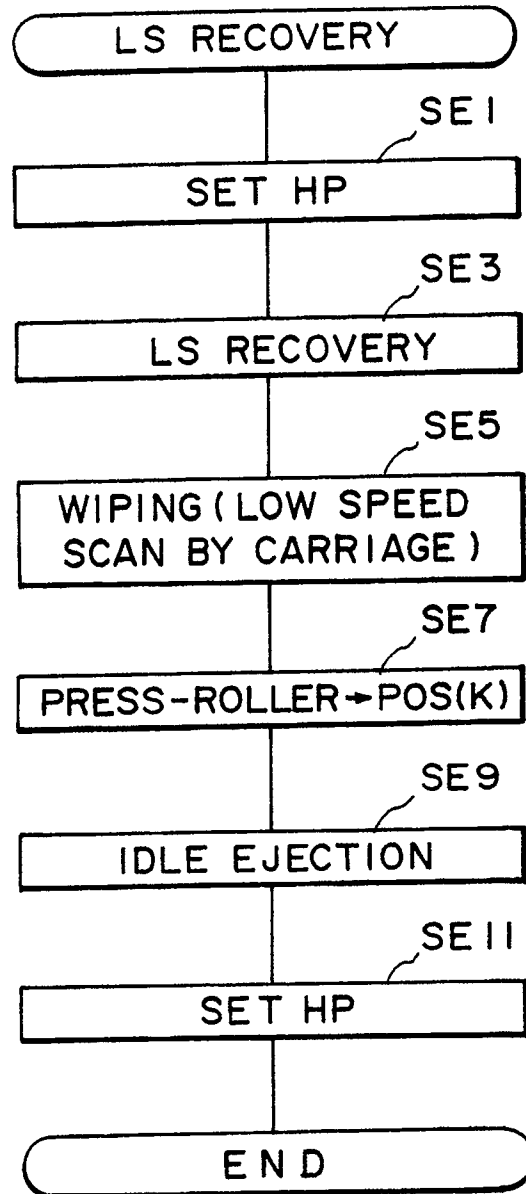 LS RECOVERY
SE1
SET HP
SE3
LS RECOVERY
SE5
WIPING (LOW SPEED
SCAN BY CARRIAGE)
SE7
PRESS-ROLLER→POS(K)
SE9
IDLE EJECTION
SE11
SET HP
END